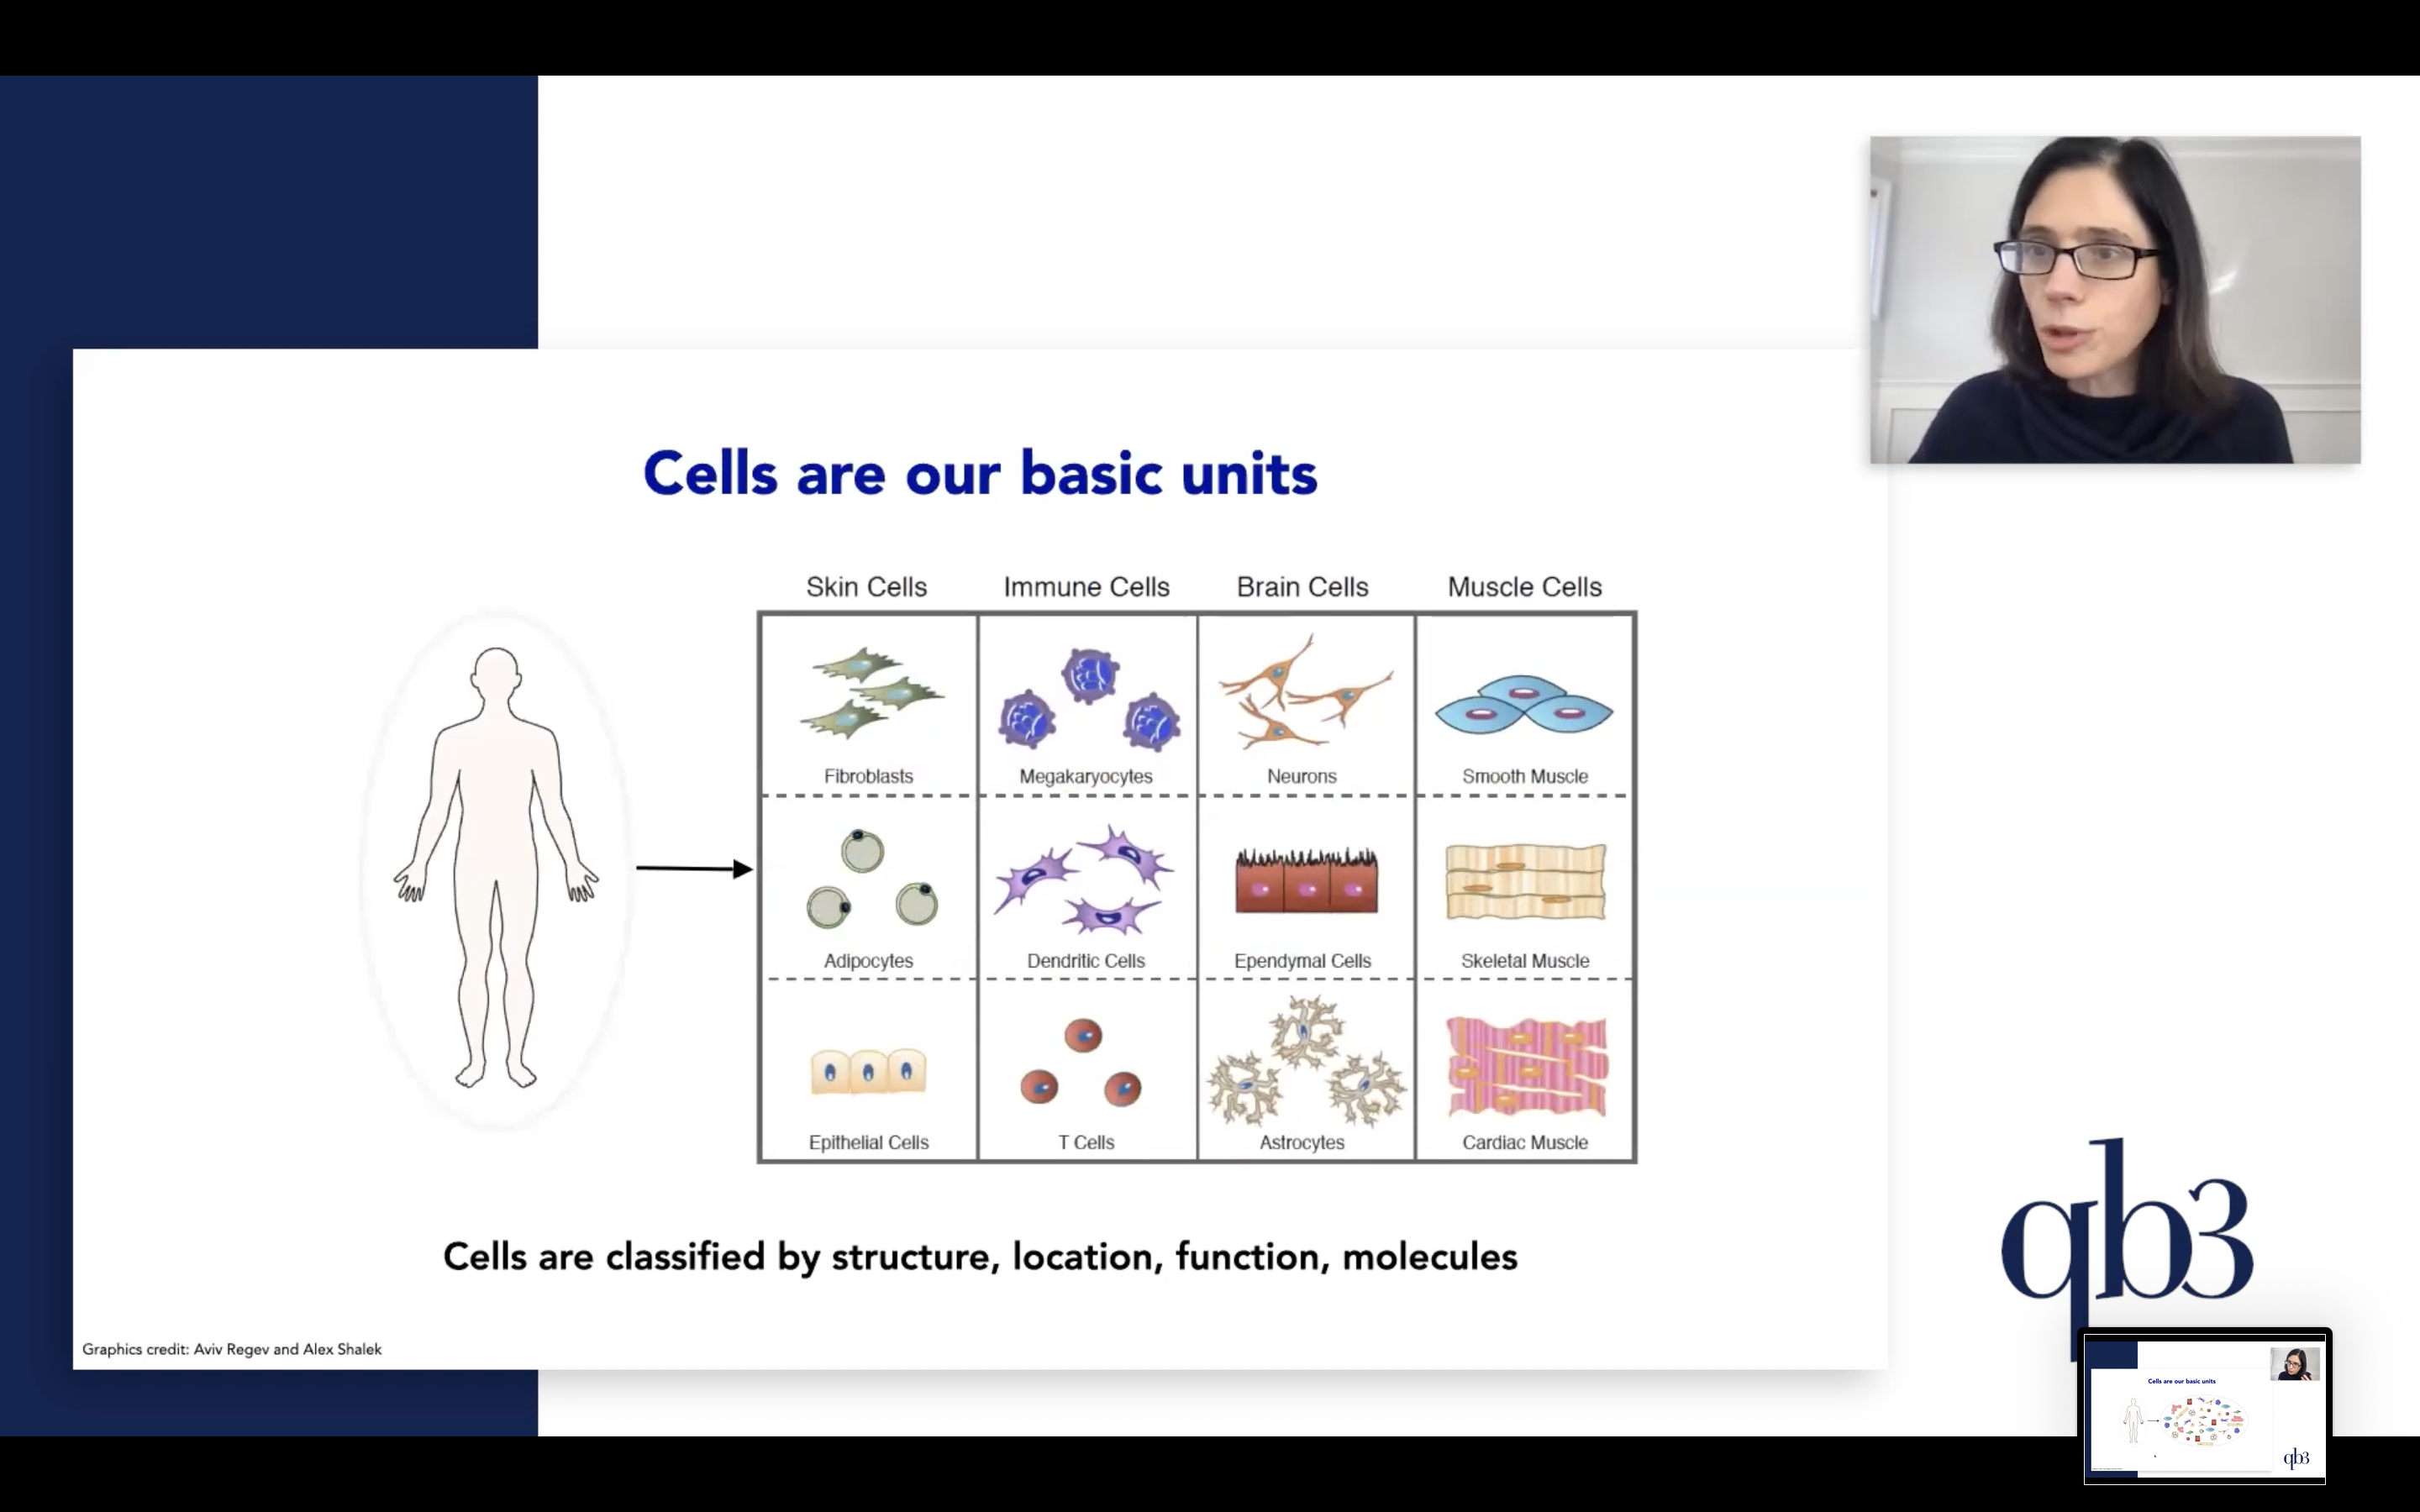 Cells are our basic units
Skin Cells Immune Cells Brain Cells Muscle Cells
Fibroblasts Megakaryocytes Neurons Smooth Muscle
Adipocytes Dendritic Cells Ependymal Cells Skeletal Muscle
Epithelial Cells T Cells Astrocytes Cardiac Muscle
Cells are classified by structure, location, function, molecules
Graphics credit: Aviv Regev and Alex Shalek
qb3
Cells are our basic units
qb3